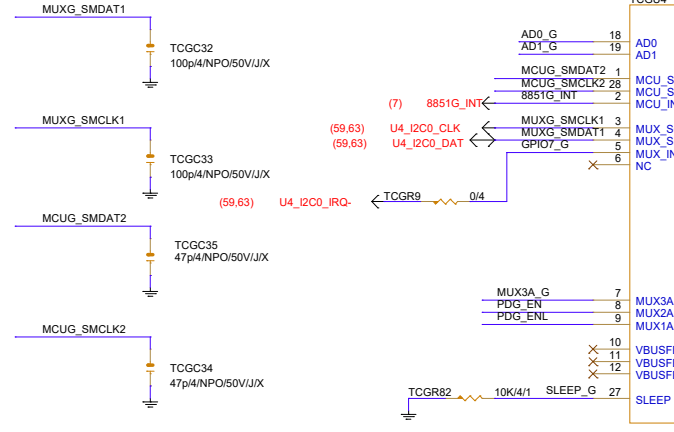 MUXG_SMDAT1
TCGC32
100p/4/NPO/50V/J/X
MUXG_SMCLK1
TCGC33
100p/4/NPO/50V/J/X
MCUG_SMDAT2
TCGC35
47p/4/NPO/50V/J/X
MCUG_SMCLK2
TCGC34
47p/4/NPO/50V/J/X
AD0_G 18 AD0
AD1_G 19 AD1
MCUG_SMDAT2 1 MCU_S
MCUG_SMCLK2 28 MCU_S
(7) 8851G_INT 8851G_INT 2 MCU_IN
(59,63) U4_I2C0_CLK MUXG_SMCLK1 3 MUX_S
(59,63) U4_I2C0_DAT MUXG_SMDAT1 4 MUX_S
GPIO7_G 5 MUX_IN
6 NC
(59,63) U4_I2C0_IRQ- TCGR9 0/4
MUX3A_G 7 MUX3A
PDG_EN 8 MUX2A
PDG_ENL 9 MUX1A
10 VBUSF
11 VBUSF
12 VBUSF
TCGR82 10K/4/1 SLEEP_G 27 SLEEP